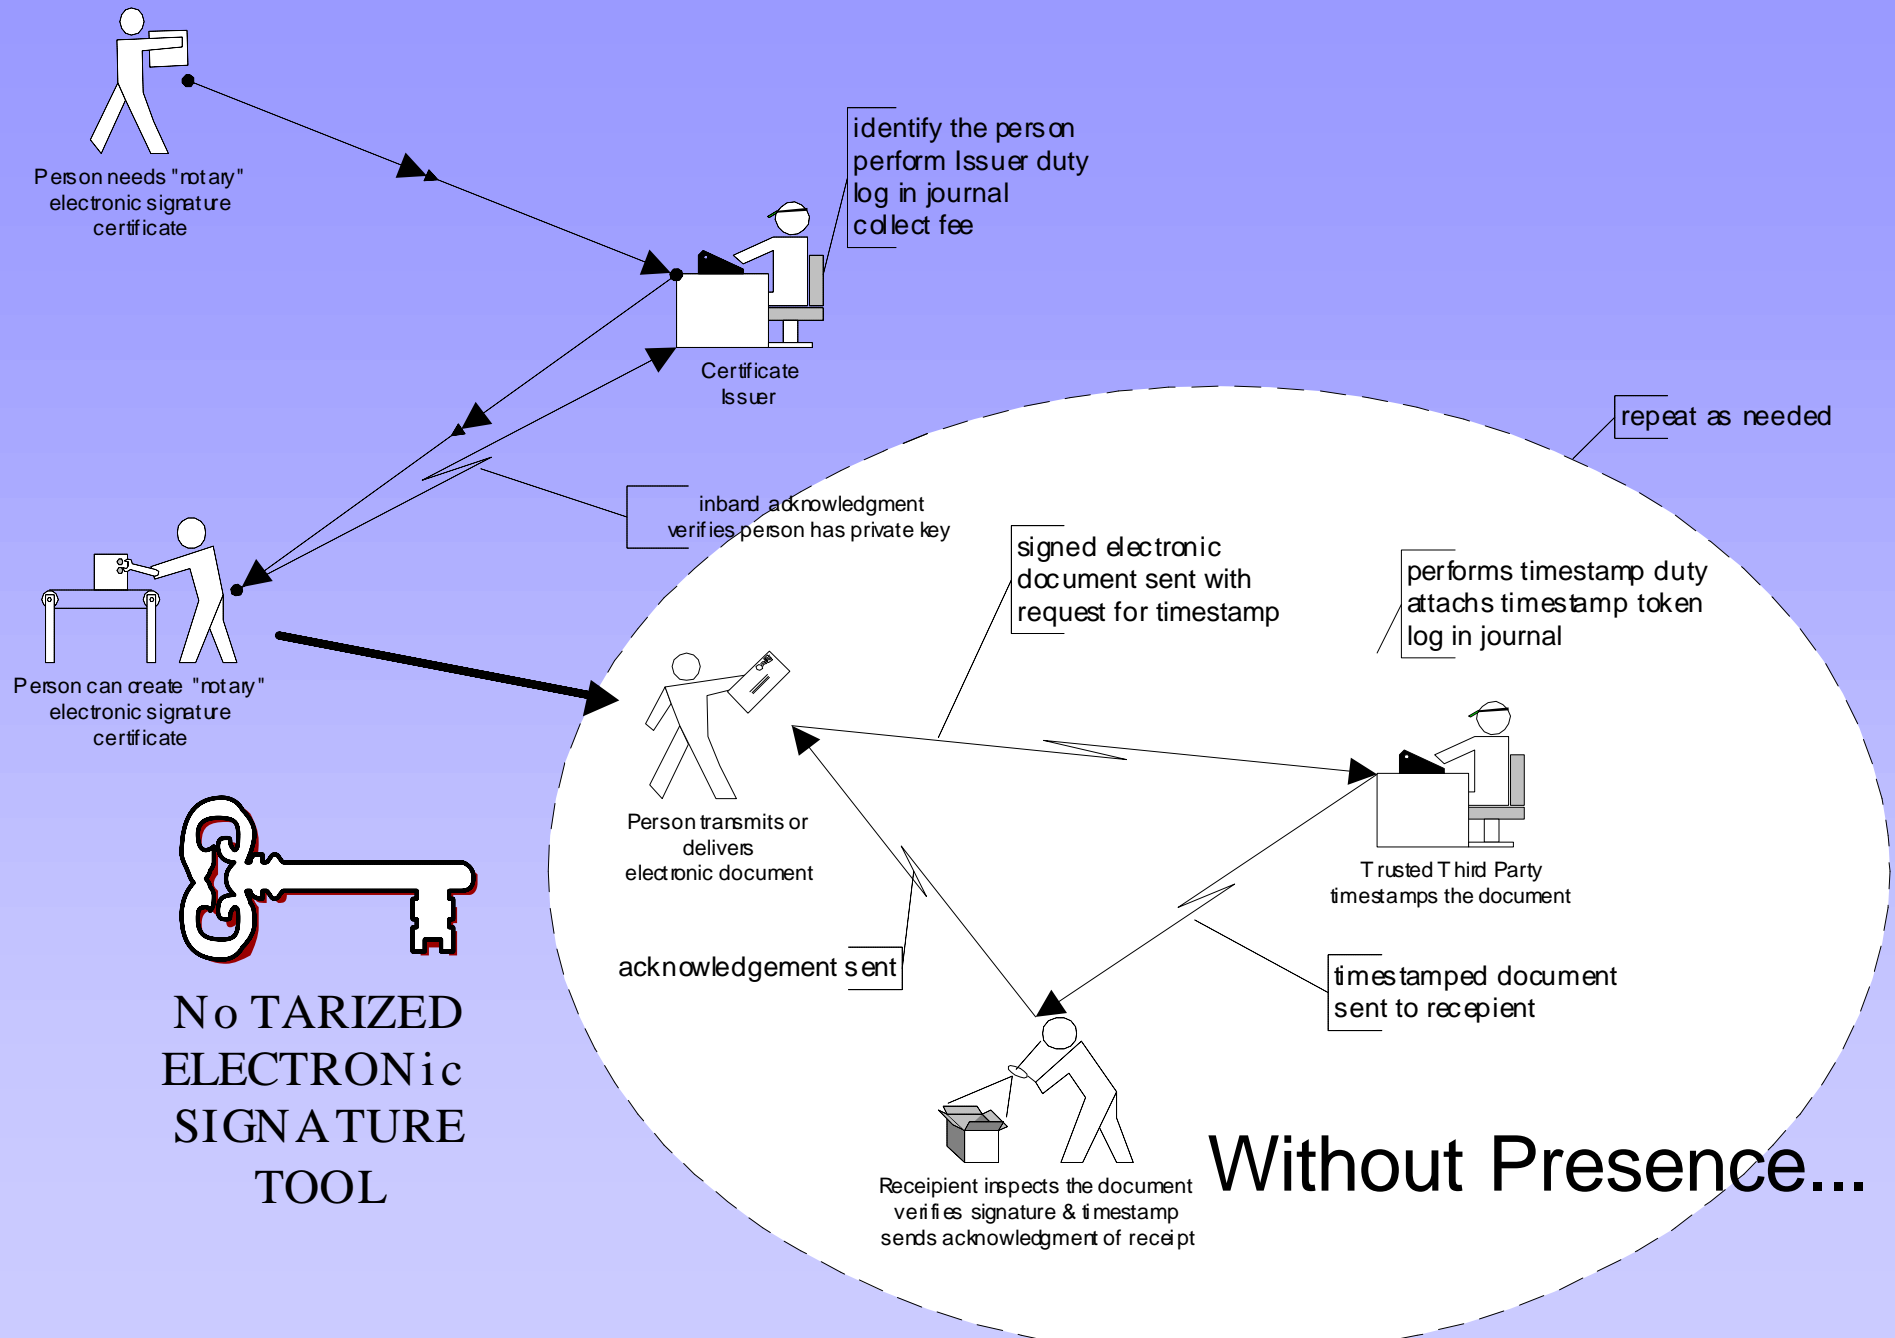 Person needs "notary"
electronic signature
certificate
identify the person
perform Issuer duty
log in journal
collect fee
Certificate
Issuer
repeat as needed
inband acknowledgment
verifies person has private key
signed electronic
document sent with
request for timestamp
performs timestamp duty
attachs timestamp token
log in journal
Person can create "notary"
electronic signature
certificate
Person transmits or
delivers
electronic document
Trusted Third Party
timestamps the document
acknowledgement sent
timestamped document
sent to recepient
NoTARIZED
ELECTRONic
SIGNATURE
TOOL
Without Presence...
Receipient inspects the document
verifies signature & timestamp
sends acknowledgment of receipt